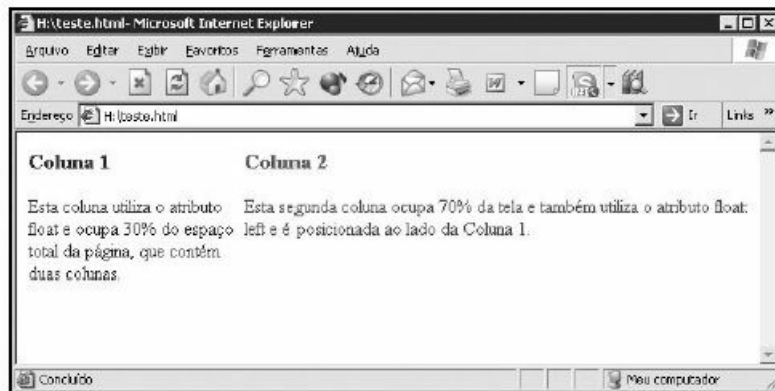 H:\teste.html- Microsoft Internet Explorer
Arquivo Editar Exibir Favoritos Ferramentas Ajuda
Endereço H:\teste.html Ir Links »
Coluna 1 Coluna 2
Esta coluna utiliza o atributo Esta segunda coluna ocupa 70% da tela e também utiliza o atributo float:
float e ocupa 30% do espaço left e é posicionada ao lado da Coluna 1.
total da página, que contém
duas colunas.
Concluído Meu computador